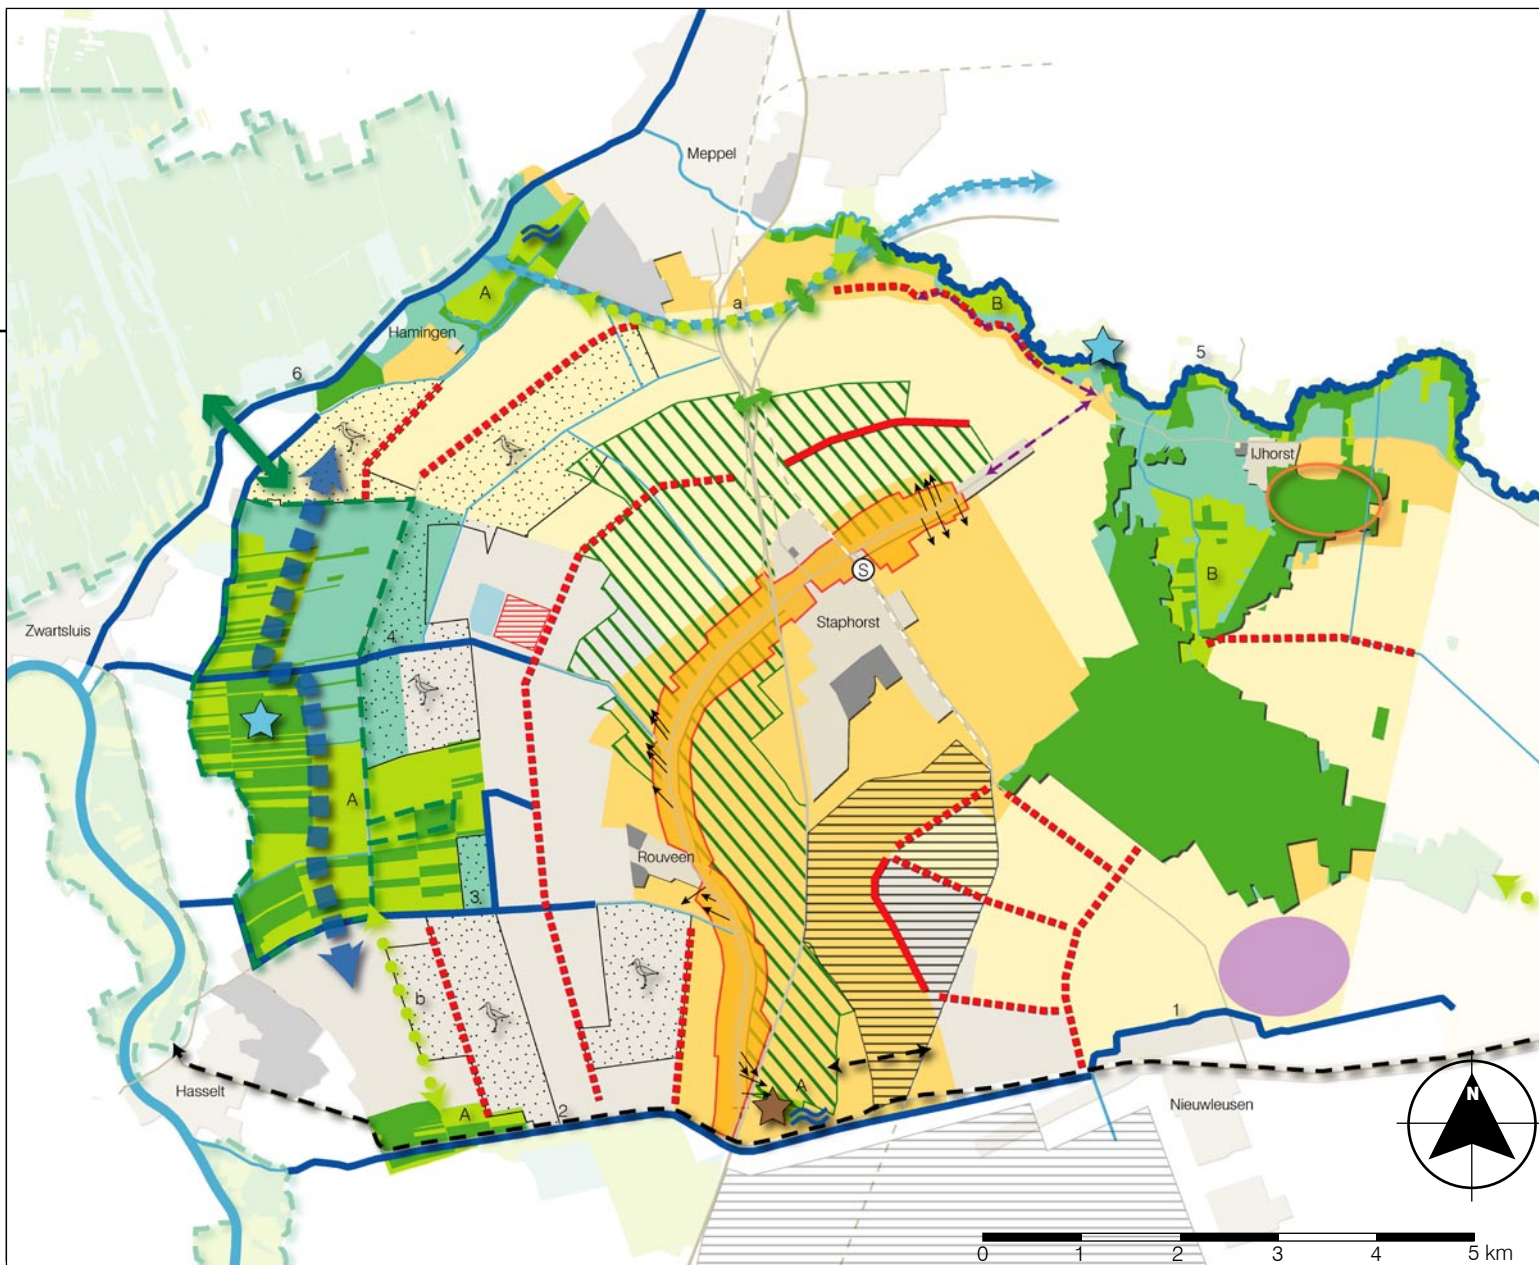 Meppel
A
a
B
Hamingen
5
6
IJhorst
S
B
Zwartsluis
Staphorst
4.
A
Rouveen
3.
b
1
A
Hasselt
A
2
Nieuwleusen
N
0 1 2 3 4 5 km